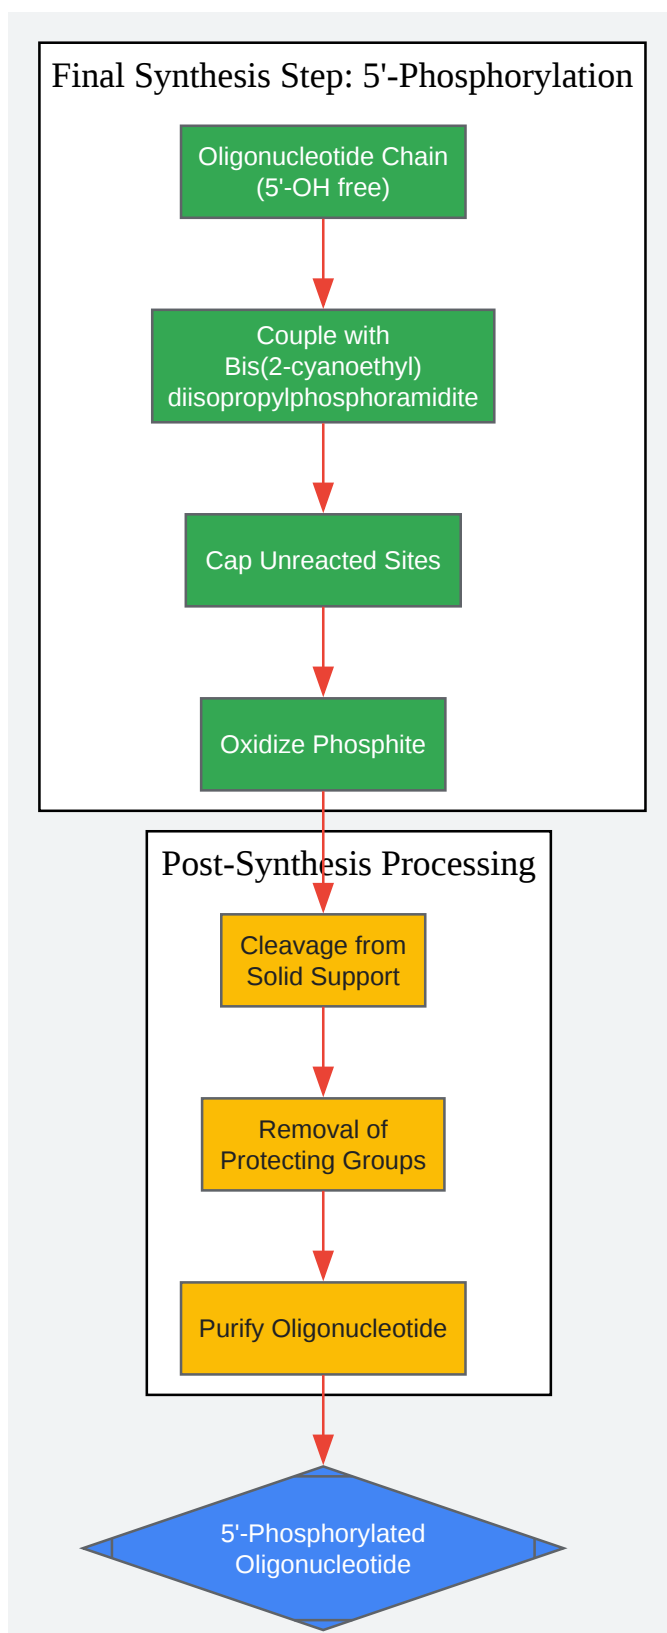 Final Synthesis Step: 5'-Phosphorylation
Oligonucleotide Chain
(5'-OH free)
Couple with
Bis(2-cyanoethyl)
diisopropylphosphoramidite
Cap Unreacted Sites
Oxidize Phosphite
Post-Synthesis Processing
Cleavage from
Solid Support
Removal of
Protecting Groups
Purify Oligonucleotide
5'-Phosphorylated
Oligonucleotide